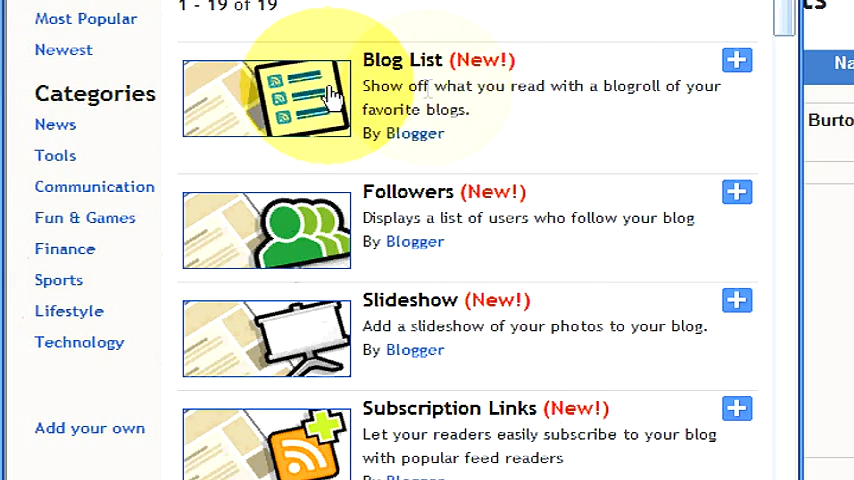 1 - 19 of 19
ts
Most Popular
Newest
Categories
News
Tools
Communication
Fun & Games
Finance
Sports
Lifestyle
Technology
Add your own
Blog List (New!)
Show off what you read with a blogroll of your
favorite blogs.
By Blogger
Followers (New!)
Displays a list of users who follow your blog
By Blogger
Slideshow (New!)
Add a slideshow of your photos to your blog.
By Blogger
Subscription Links (New!)
Let your readers easily subscribe to your blog
with popular feed readers
By Blogger
Na
Burto